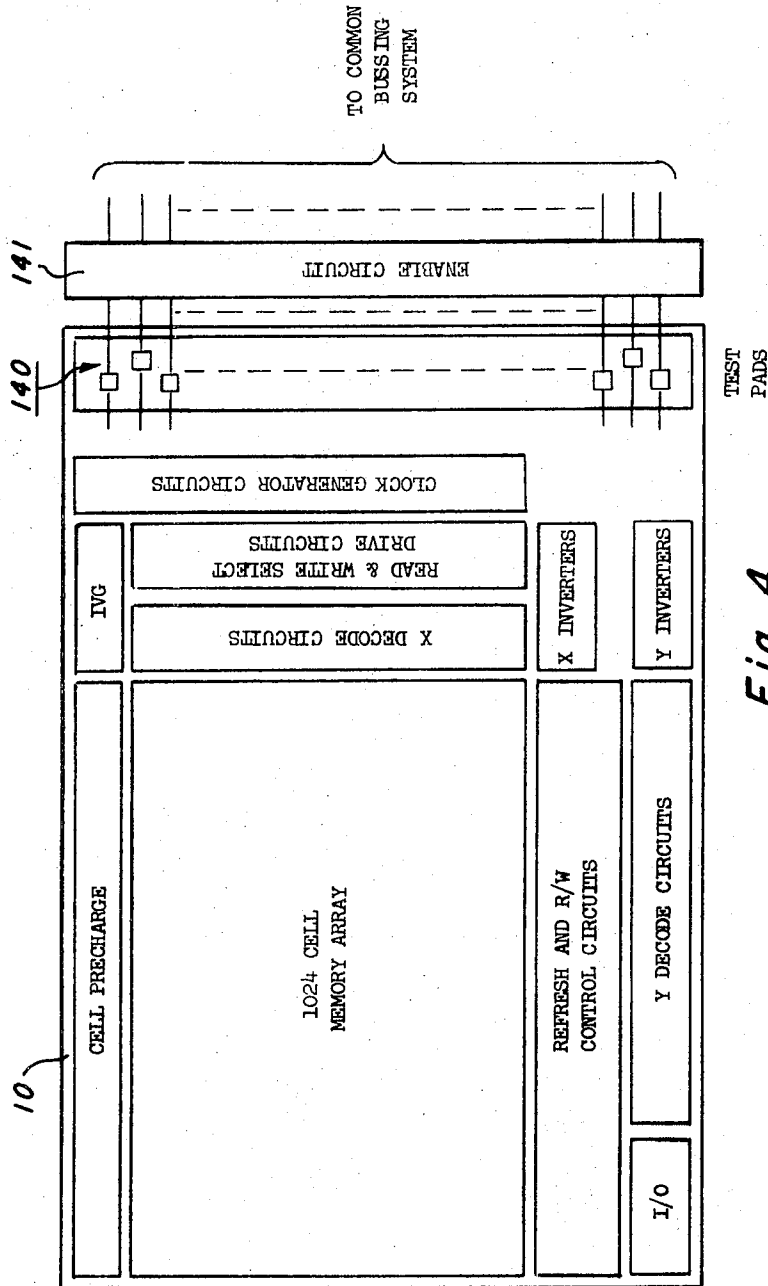 10
140
141
CELL PRECHARGE
IVG
CLOCK GENERATOR CIRCUITS
READ & WRITE SELECT
DRIVE CIRCUITS
X DECODE CIRCUITS
1024 CELL
MEMORY ARRAY
ENABLE CIRCUIT
TO COMMON
BUSSING
SYSTEM
REFRESH AND R/W
CONTROL CIRCUITS
X INVERTERS
I/O
Y DECODE CIRCUITS
Y INVERTERS
TEST
PADS
Fig. 4